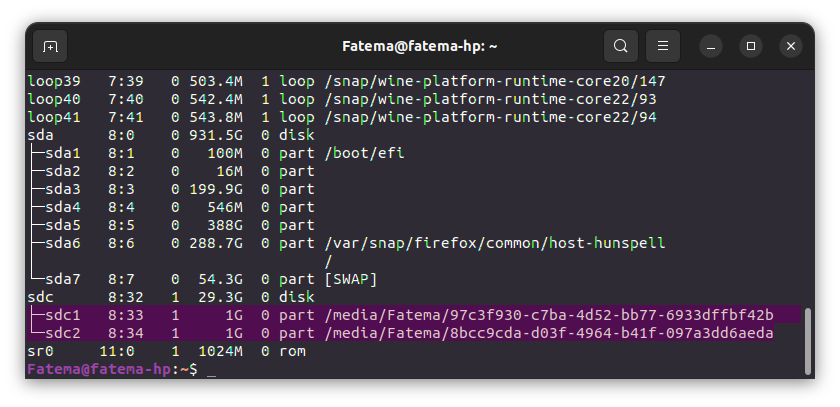 Fatema@fatema-hp: ~
loop39   7:39   0 503.4M  1 loop /snap/wine-platform-runtime-core20/147
loop40   7:40   0 542.4M  1 loop /snap/wine-platform-runtime-core22/93
loop41   7:41   0 543.8M  1 loop /snap/wine-platform-runtime-core22/94
sda      8:0    0 931.5G  0 disk
├─sda1   8:1    0   100M  0 part /boot/efi
├─sda2   8:2    0    16M  0 part
├─sda3   8:3    0 199.9G  0 part
├─sda4   8:4    0   546M  0 part
├─sda5   8:5    0   388G  0 part
├─sda6   8:6    0 288.7G  0 part /var/snap/firefox/common/host-hunspell
│                                /
└─sda7   8:7    0  54.3G  0 part [SWAP]
sdc      8:32   1  29.3G  0 disk
├─sdc1   8:33   1     1G  0 part /media/Fatema/97c3f930-c7ba-4d52-bb77-6933dffbf42b
└─sdc2   8:34   1     1G  0 part /media/Fatema/8bcc9cda-d03f-4964-b41f-097a3dd6aeda
sr0     11:0    1  1024M  0 rom
Fatema@fatema-hp:~$ _